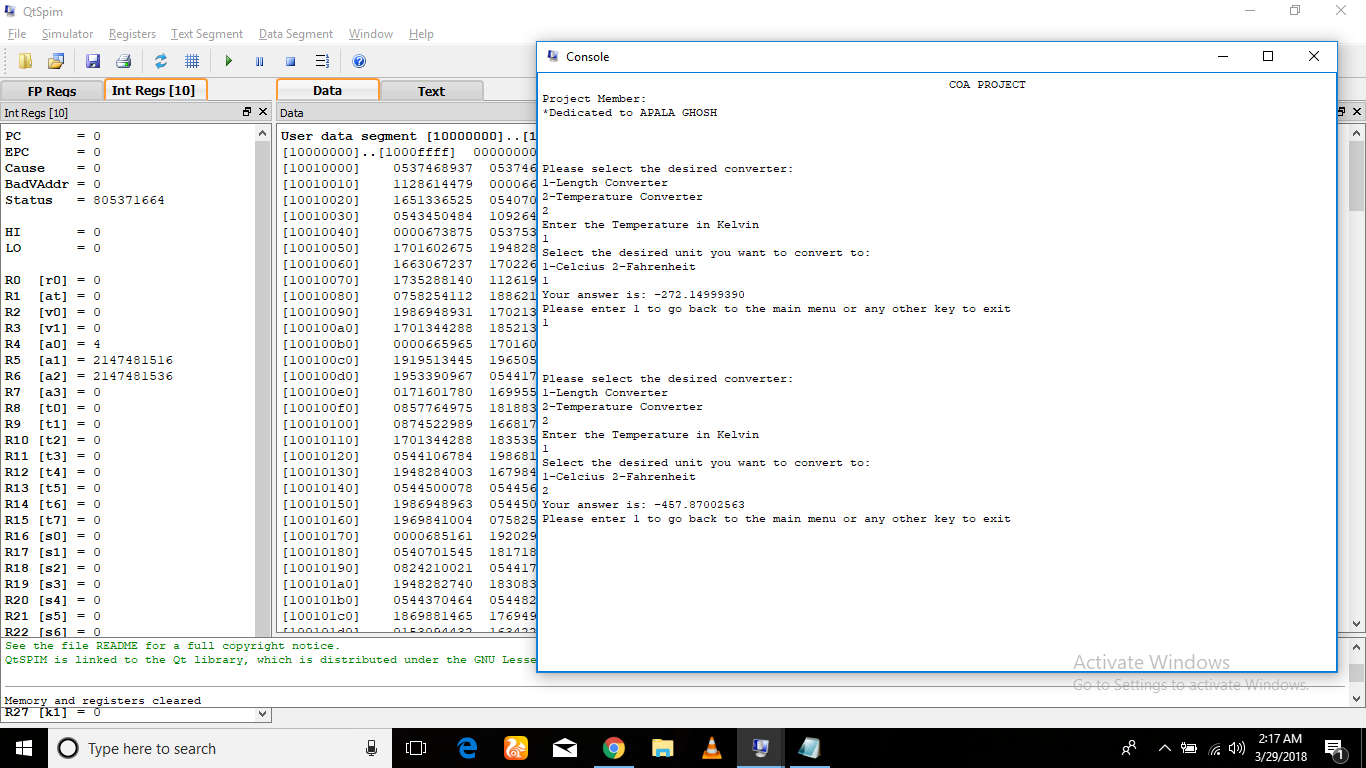 QtSpim
File Simulator Registers Text Segment Data Segment Window Help
FP Regs
Int Regs [10]
Data
Text
Int Regs [10]
PC = 0
EPC = 0
Cause = 0
BadVAddr = 0
Status = 805371664
HI = 0
LO = 0
R0 [r0] = 0
R1 [at] = 0
R2 [v0] = 0
R3 [v1] = 0
R4 [a0] = 4
R5 [a1] = 2147481516
R6 [a2] = 2147481536
R7 [a3] = 0
R8 [t0] = 0
R9 [t1] = 0
R10 [t2] = 0
R11 [t3] = 0
R12 [t4] = 0
R13 [t5] = 0
R14 [t6] = 0
R15 [t7] = 0
R16 [s0] = 0
R17 [s1] = 0
R18 [s2] = 0
R19 [s3] = 0
R20 [s4] = 0
R21 [s5] = 0
R22 [s6] = 0
R27 [k1] = 0
Data
User data segment [10000000]..[1
[10000000]..[1000ffff] 00000000
[10010000] 0537468937 053746
[10010010] 1128614479 000066
[10010020] 1651336525 054070
[10010030] 0543450484 109264
[10010040] 0000673875 053753
[10010050] 1701602675 194828
[10010060] 1663067237 170226
[10010070] 1735288140 112619
[10010080] 0758254112 188621
[10010090] 1986948931 170213
[100100a0] 1701344288 185213
[100100b0] 0000665965 170160
[100100c0] 1919513445 196505
[100100d0] 1953390967 054417
[100100e0] 0171601780 169955
[100100f0] 0857764975 181883
[10010100] 0874522989 166817
[10010110] 1701344288 183535
[10010120] 0544106784 198681
[10010130] 1948284003 167984
[10010140] 0544500078 054456
[10010150] 1986948963 054450
[10010160] 1969841004 075825
[10010170] 0000685161 192029
[10010180] 0540701545 181718
[10010190] 0824210021 054417
[100101a0] 1948282740 183083
[100101b0] 0544370464 054482
[100101c0] 1869881465 176949
[100101d0] 0153094432 163422
See the file README for a full copyright notice.
QtSPIM is linked to the Qt library, which is distributed under the GNU Lesse
Memory and registers cleared
Console
COA PROJECT
Project Member:
*Dedicated to APALA GHOSH
Please select the desired converter:
1-Length Converter
2-Temperature Converter
2
Enter the Temperature in Kelvin
1
Select the desired unit you want to convert to:
1-Celcius 2-Fahrenheit
1
Your answer is: -272.14999390
Please enter 1 to go back to the main menu or any other key to exit
1
Please select the desired converter:
1-Length Converter
2-Temperature Converter
2
Enter the Temperature in Kelvin
1
Select the desired unit you want to convert to:
1-Celcius 2-Fahrenheit
2
Your answer is: -457.87002563
Please enter 1 to go back to the main menu or any other key to exit
Activate Windows
Go to Settings to activate Windows.
Type here to search
2:17 AM
3/29/2018
1